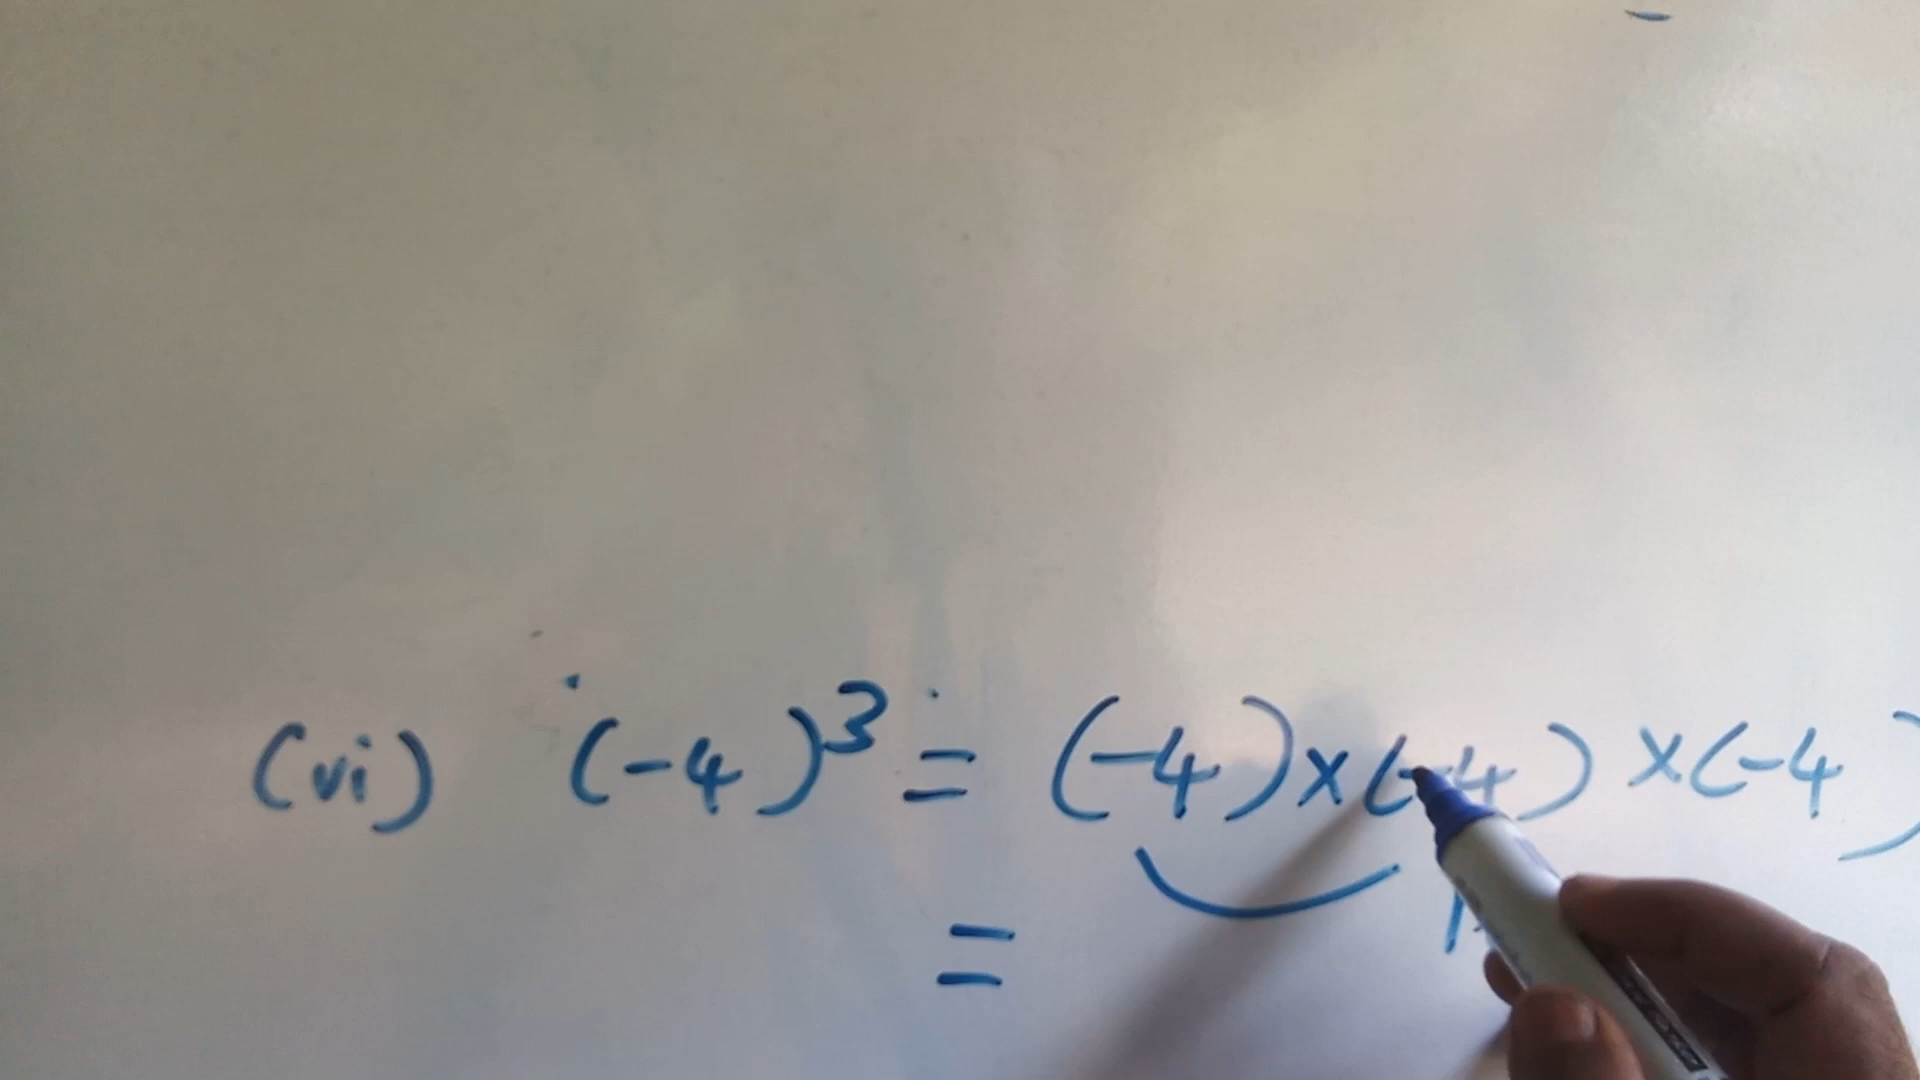 (vi) (-4)³ = (-4)×(-4)×(-4)
=